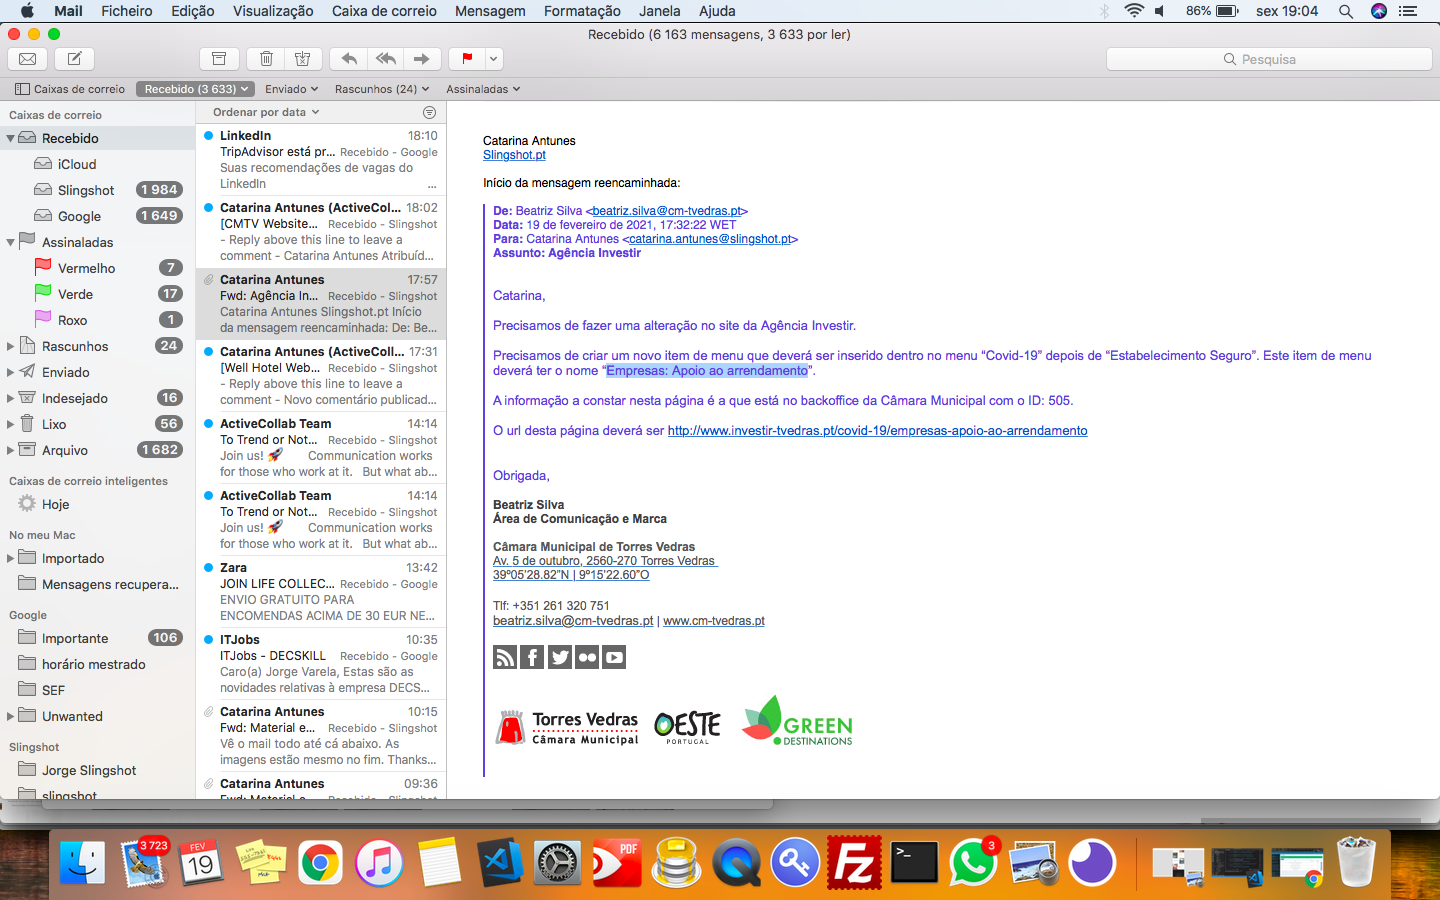 Mail Ficheiro Edição Visualização Caixa de correio Mensagem Formatação Janela Ajuda 86% sex 19:04
Recebido (6 163 mensagens, 3 633 por ler)
Pesquisa
Caixas de correio Recebido (3 633) Enviado Rascunhos (24) Assinaladas
Caixas de correio
Recebido
iCloud
Slingshot 1 984
Google 1 649
Assinaladas
Vermelho 7
Verde 17
Roxo 1
Rascunhos 24
Enviado
Indesejado 16
Lixo 56
Arquivo 1 682
Caixas de correio inteligentes
Hoje
No meu Mac
Importado
Mensagens recupera...
Google
Importante 106
horário mestrado
SEF
Unwanted
Slingshot
Jorge Slingshot
slingshot
Ordenar por data
LinkedIn 18:10
TripAdvisor está pr... Recebido - Google
Suas recomendações de vagas do
LinkedIn ...
Catarina Antunes (ActiveCol... 18:02
[CMTV Website... Recebido - Slingshot
- Reply above this line to leave a
comment - Catarina Antunes Atribuíd...
Catarina Antunes 17:57
Fwd: Agência In... Recebido - Slingshot
Catarina Antunes Slingshot.pt Início
da mensagem reencaminhada: De: Be...
Catarina Antunes (ActiveColl... 17:31
[Well Hotel Web... Recebido - Slingshot
- Reply above this line to leave a
comment - Novo comentário publicad...
ActiveCollab Team 14:14
To Trend or Not... Recebido - Slingshot
Join us! 🚀 Communication works
for those who work at it. But what ab...
ActiveCollab Team 14:14
To Trend or Not... Recebido - Slingshot
Join us! 🚀 Communication works
for those who work at it. But what ab...
Zara 13:42
JOIN LIFE COLLEC... Recebido - Google
ENVIO GRATUITO PARA
ENCOMENDAS ACIMA DE 30 EUR NE...
ITJobs 10:35
ITJobs - DECSKILL Recebido - Google
Caro(a) Jorge Varela, Estas são as
novidades relativas à empresa DECS...
Catarina Antunes 10:15
Fwd: Material e... Recebido - Slingshot
Vê o mail todo até cá abaixo. As
imagens estão mesmo no fim. Thanks...
Catarina Antunes 09:36
Fwd: Material e... Recebido - Slingshot
Catarina Antunes
Slingshot.pt
Início da mensagem reencaminhada:
De: Beatriz Silva <beatriz.silva@cm-tvedras.pt>
Data: 19 de fevereiro de 2021, 17:32:22 WET
Para: Catarina Antunes <catarina.antunes@slingshot.pt>
Assunto: Agência Investir
Catarina,
Precisamos de fazer uma alteração no site da Agência Investir.
Precisamos de criar um novo item de menu que deverá ser inserido dentro no menu “Covid-19” depois de “Estabelecimento Seguro”. Este item de menu
deverá ter o nome “Empresas: Apoio ao arrendamento”.
A informação a constar nesta página é a que está no backoffice da Câmara Municipal com o ID: 505.
O url desta página deverá ser http://www.investir-tvedras.pt/covid-19/empresas-apoio-ao-arrendamento
Obrigada,
Beatriz Silva
Área de Comunicação e Marca
Câmara Municipal de Torres Vedras
Av. 5 de outubro, 2560-270 Torres Vedras
39º05'28.82”N | 9º15'22.60”O
Tlf: +351 261 320 751
beatriz.silva@cm-tvedras.pt | www.cm-tvedras.pt
Torres Vedras
Câmara Municipal
OESTE
PORTUGAL
GREEN
DESTINATIONS
3 723
FEV
19
PDF
Fz
>_
3